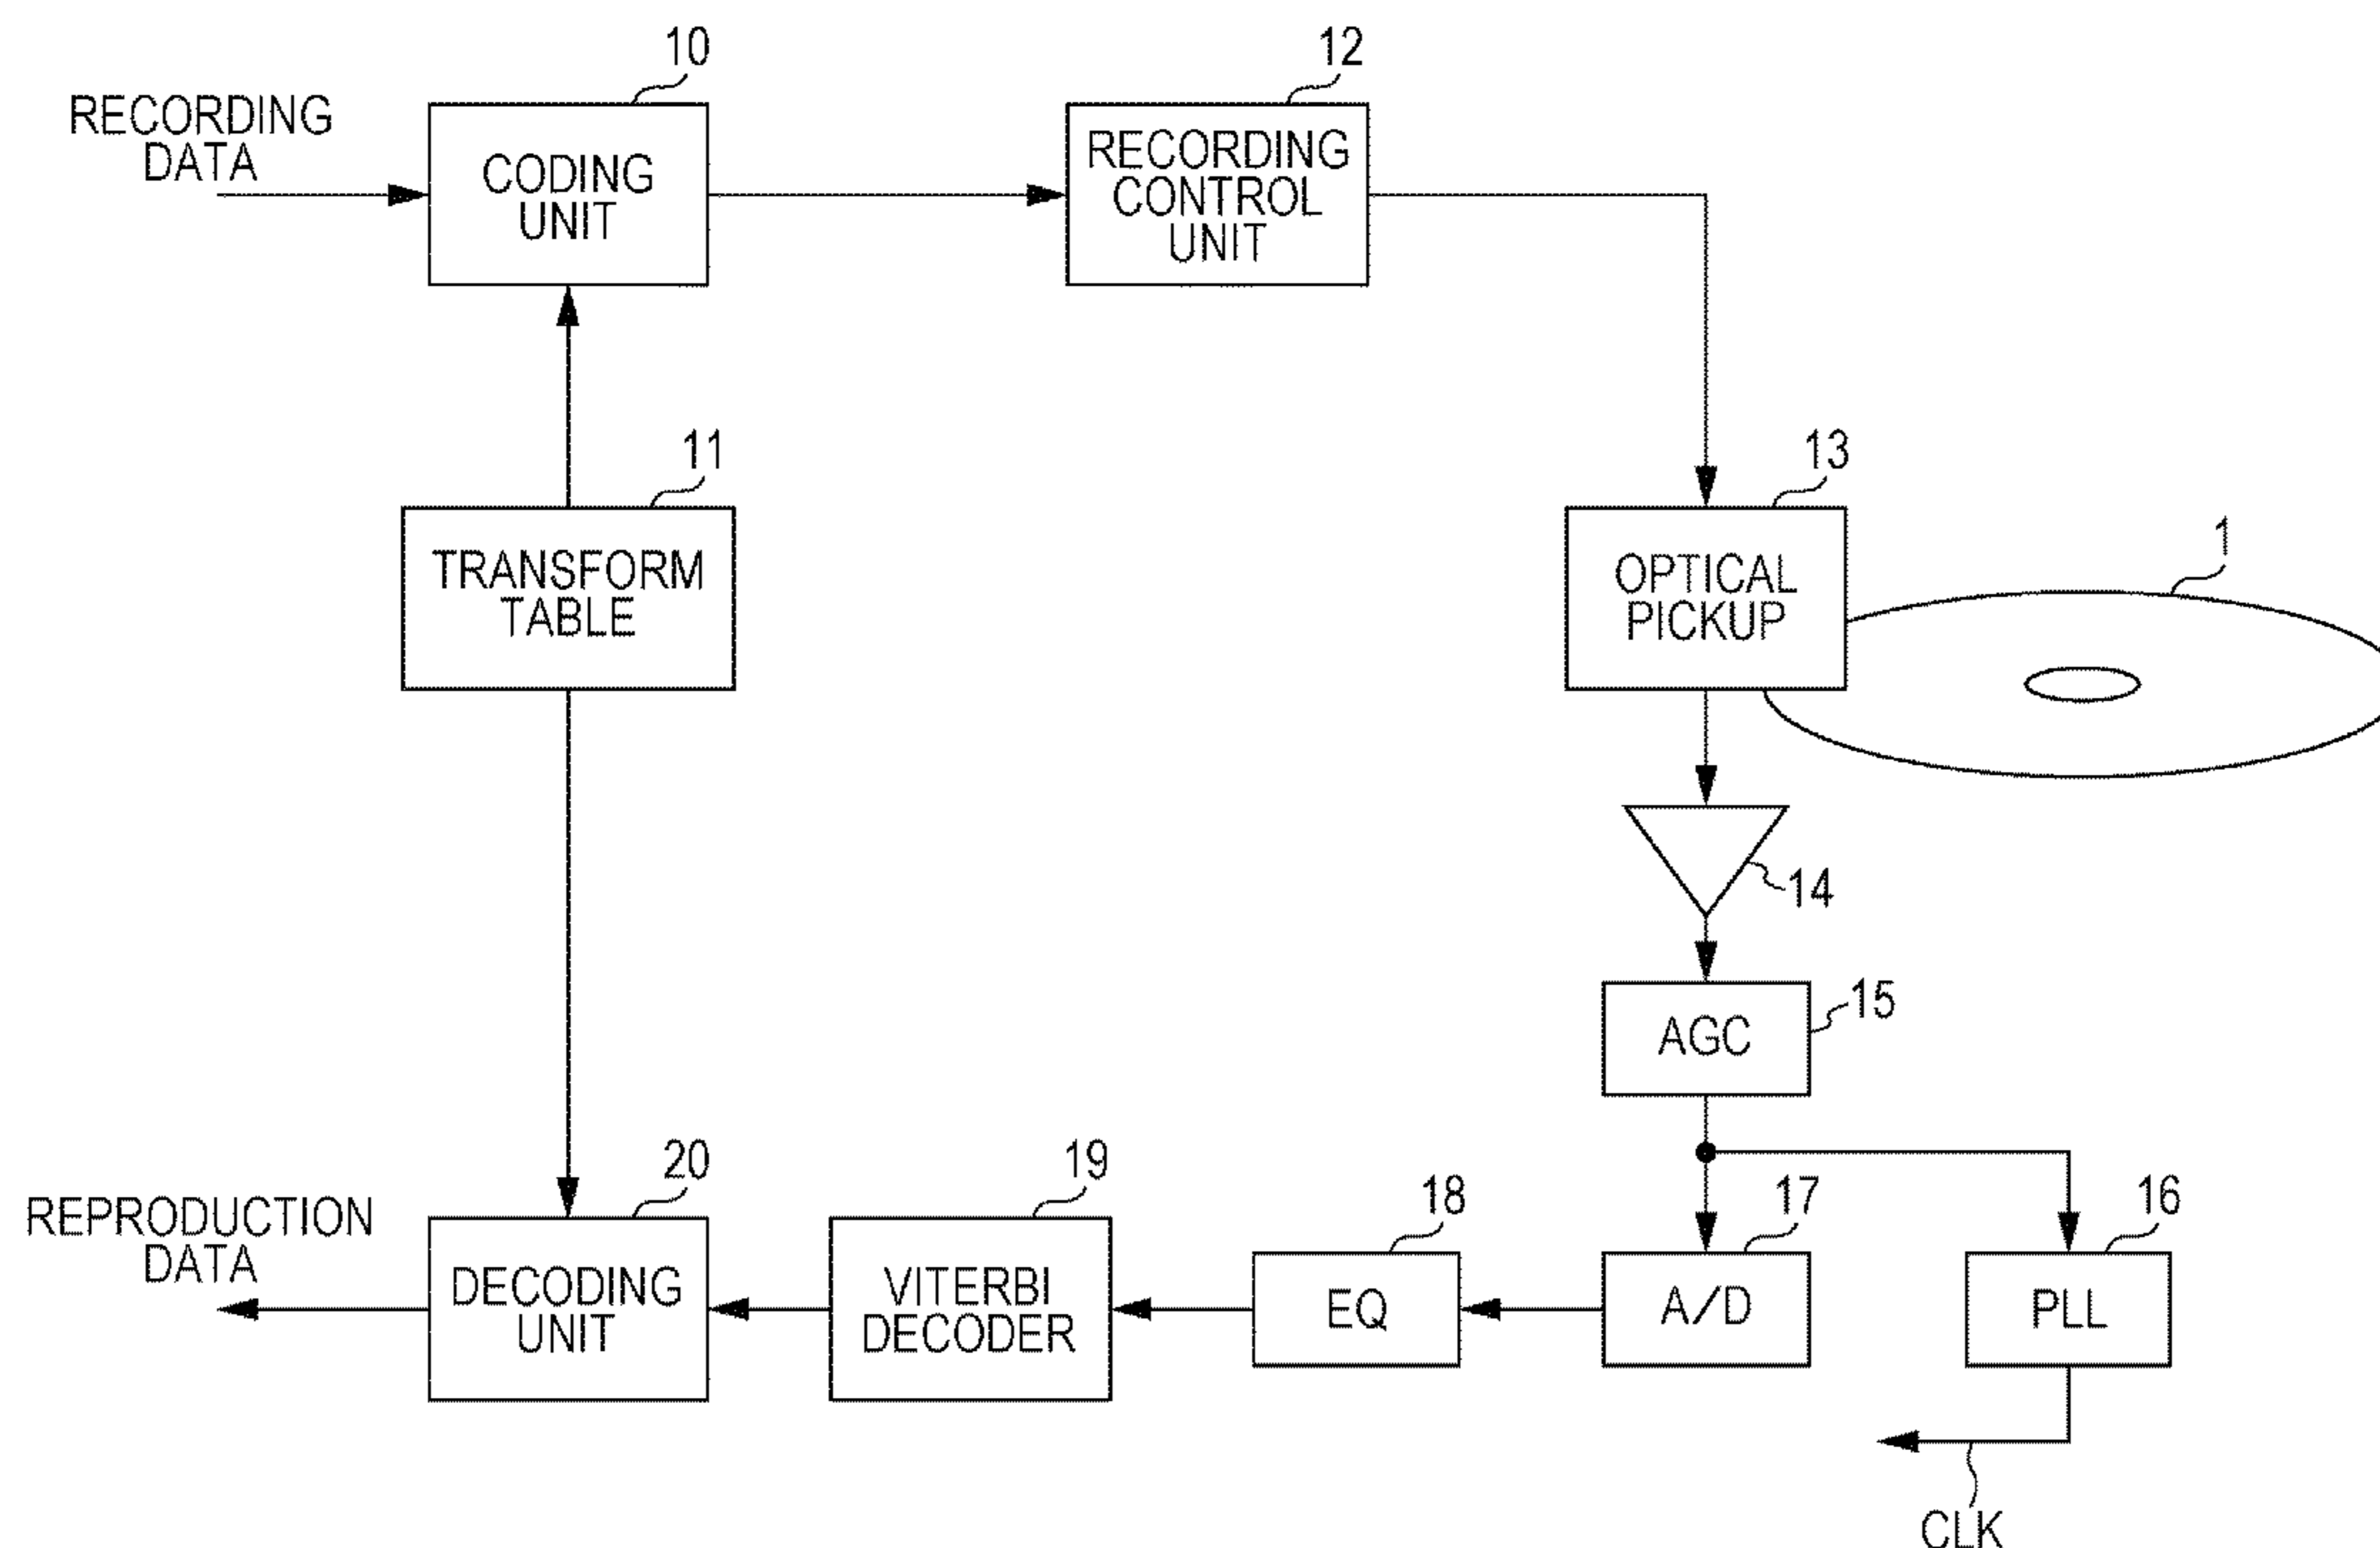 10
12
RECORDING
DATA
CODING
UNIT
RECORDING
CONTROL
UNIT
11
13
TRANSFORM
TABLE
OPTICAL
PICKUP
1
14
15
AGC
20
19
18
17
16
REPRODUCTION
DATA
DECODING
UNIT
VITERBI
DECODER
EQ
A/D
PLL
CLK